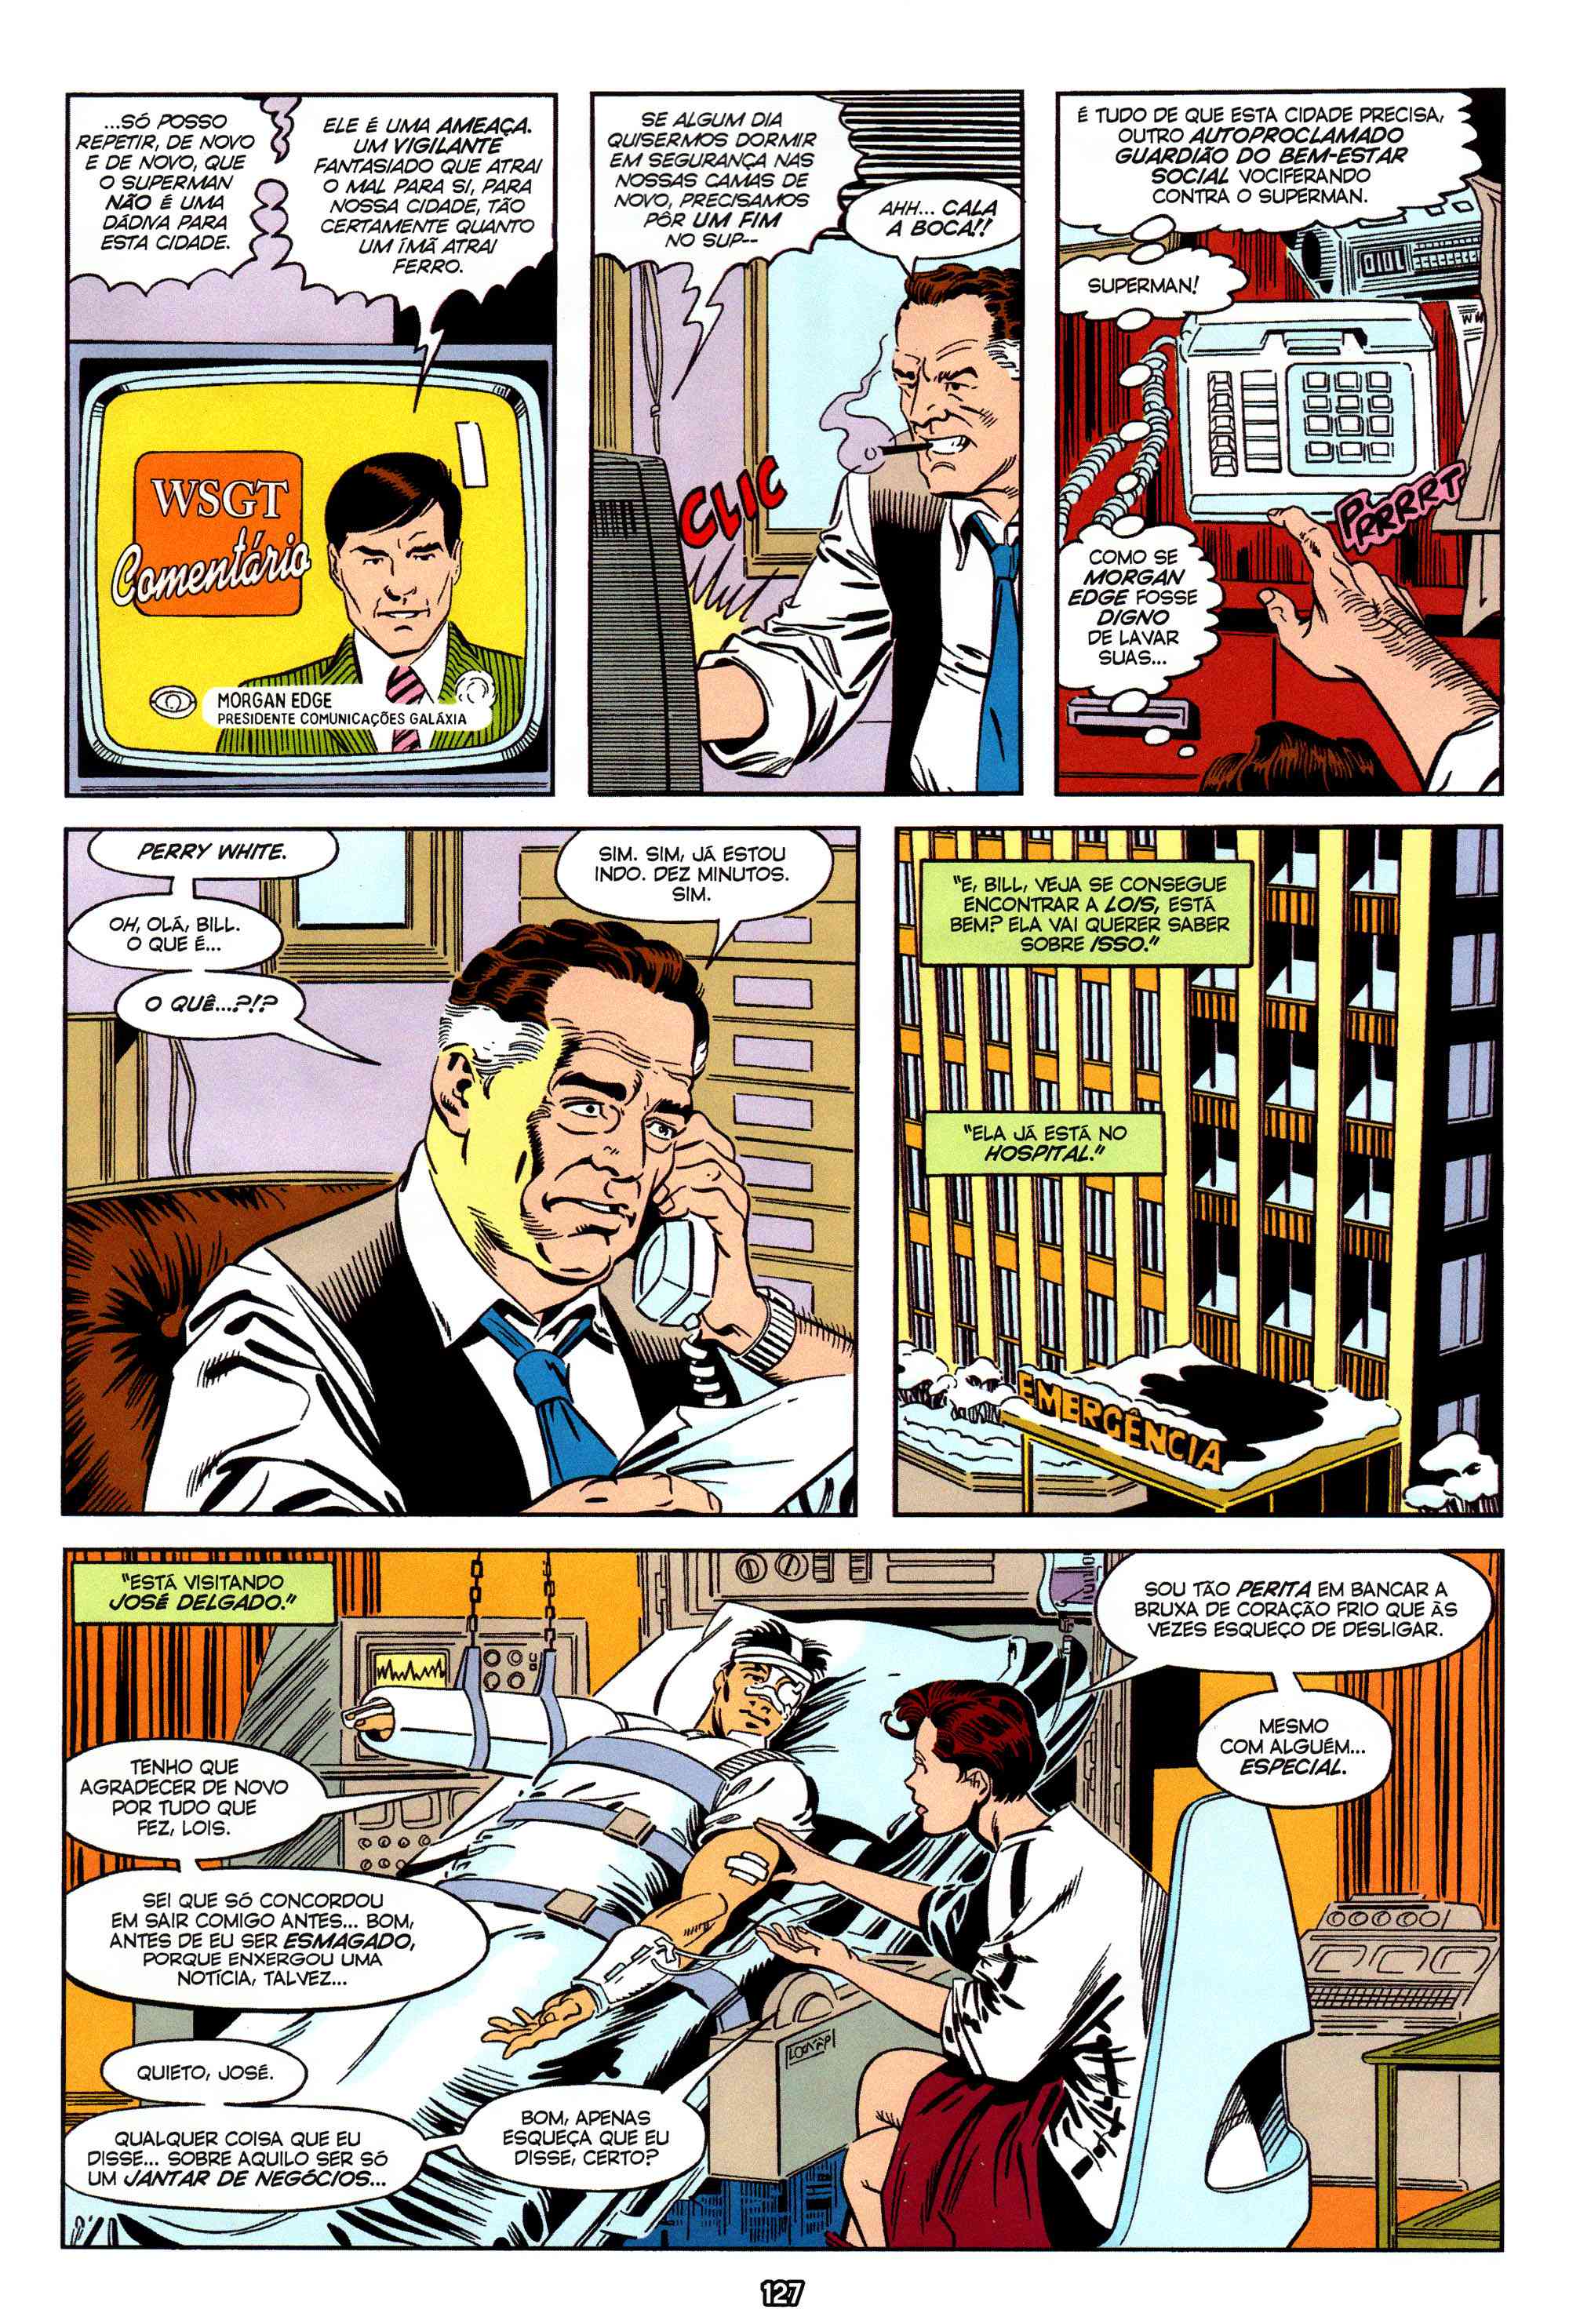 ...SÓ POSSO
REPETIR, DE NOVO
E DE NOVO, QUE
O SUPERMAN
NÃO É UMA
DÁDIVA PARA
ESTA CIDADE.
ELE É UMA AMEAÇA.
UM VIGILANTE
FANTASIADO QUE ATRAI
O MAL PARA SI, PARA
NOSSA CIDADE, TÃO
CERTAMENTE QUANTO
UM ÍMÃ ATRAI
FERRO.
WSGT
Comentário
MORGAN EDGE
PRESIDENTE COMUNICAÇÕES GALÁXIA
SE ALGUM DIA
QUISERMOS DORMIR
EM SEGURANÇA NAS
NOSSAS CAMAS DE
NOVO, PRECISAMOS
PÔR UM FIM
NO SUP--
AHH... CALA
A BOCA!!
CLIC
É TUDO DE QUE ESTA CIDADE PRECISA,
OUTRO AUTOPROCLAMADO
GUARDIÃO DO BEM-ESTAR
SOCIAL VOCIFERANDO
CONTRA O SUPERMAN.
SUPERMAN!
PRRRRRT
COMO SE
MORGAN
EDGE FOSSE
DIGNO
DE LAVAR
SUAS...
PERRY WHITE.
OH, OLÁ, BILL.
O QUE É...
O QUÊ...?!?
SIM. SIM, JÁ ESTOU
INDO. DEZ MINUTOS.
SIM.
"E, BILL, VEJA SE CONSEGUE
ENCONTRAR A LOIS, ESTÁ
BEM? ELA VAI QUERER SABER
SOBRE ISSO."
"ELA JÁ ESTÁ NO
HOSPITAL."
EMERGÊNCIA
"ESTÁ VISITANDO
JOSÉ DELGADO."
TENHO QUE
AGRADECER DE NOVO
POR TUDO QUE
FEZ, LOIS.
SEI QUE SÓ CONCORDOU
EM SAIR COMIGO ANTES... BOM,
ANTES DE EU SER ESMAGADO,
PORQUE ENXERGOU UMA
NOTÍCIA, TALVEZ...
QUIETO, JOSÉ.
QUALQUER COISA QUE EU
DISSE... SOBRE AQUILO SER SÓ
UM JANTAR DE NEGÓCIOS...
BOM, APENAS
ESQUEÇA QUE EU
DISSE, CERTO?
SOU TÃO PERITA EM BANCAR A
BRUXA DE CORAÇÃO FRIO QUE ÀS
VEZES ESQUEÇO DE DESLIGAR.
MESMO
COM ALGUÉM...
ESPECIAL.
127